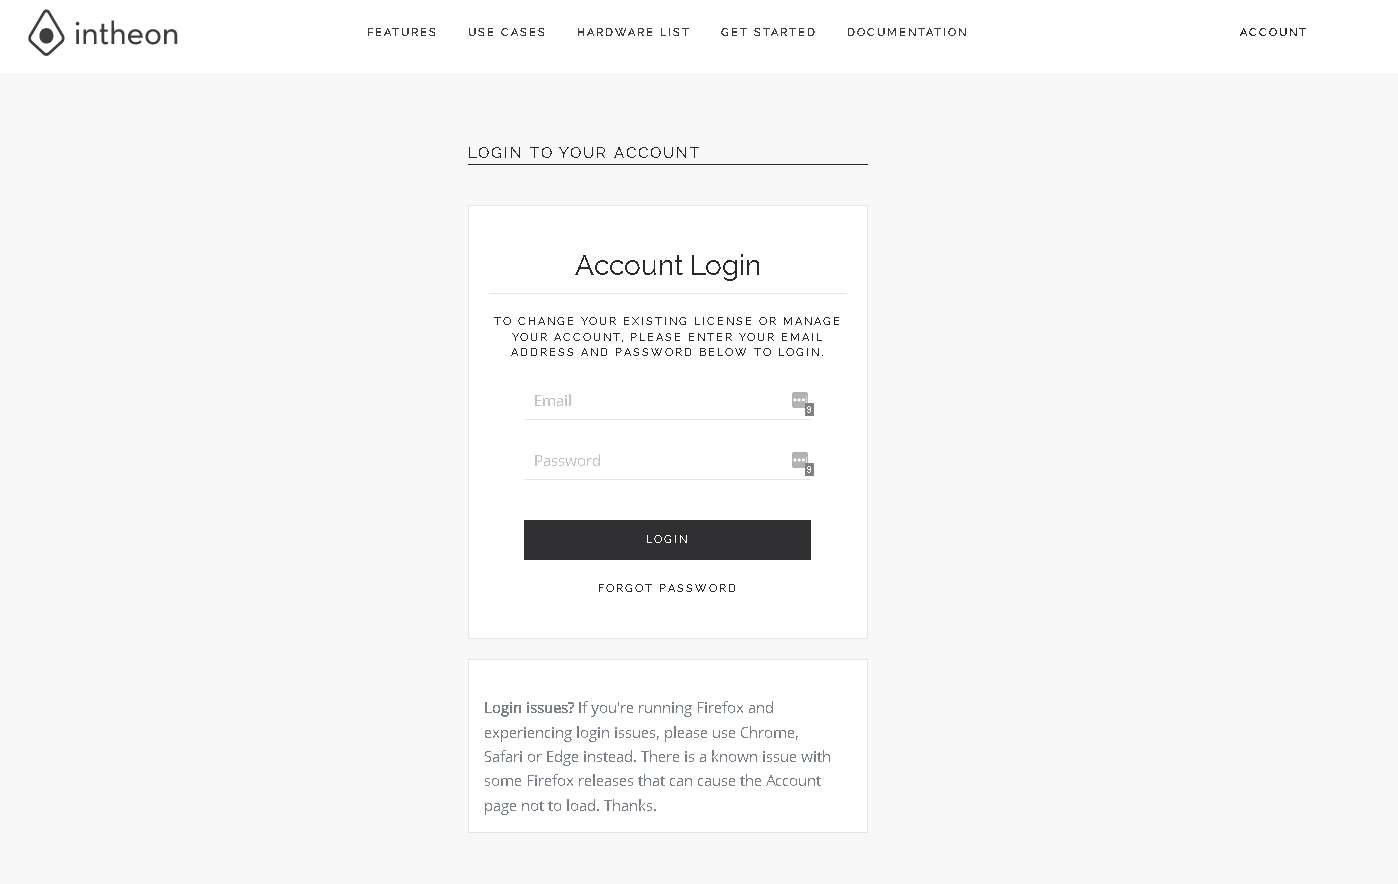 intheon
FEATURES
USE CASES
HARDWARE LIST
GET STARTED
DOCUMENTATION
ACCOUNT
LOGIN TO YOUR ACCOUNT
Account Login
TO CHANGE YOUR EXISTING LICENSE OR MANAGE
YOUR ACCOUNT, PLEASE ENTER YOUR EMAIL
ADDRESS AND PASSWORD BELOW TO LOGIN.
Email
9
Password
9
LOGIN
FORGOT PASSWORD
Login issues? If you're running Firefox and
experiencing login issues, please use Chrome,
Safari or Edge instead. There is a known issue with
some Firefox releases that can cause the Account
page not to load. Thanks.